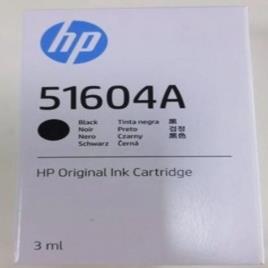 hp
51604A
Black Tinta negra 黑
Noir Preto 검정
Nero Czarny 黑色
Schwarz Černá
HP Original Ink Cartridge
3 ml